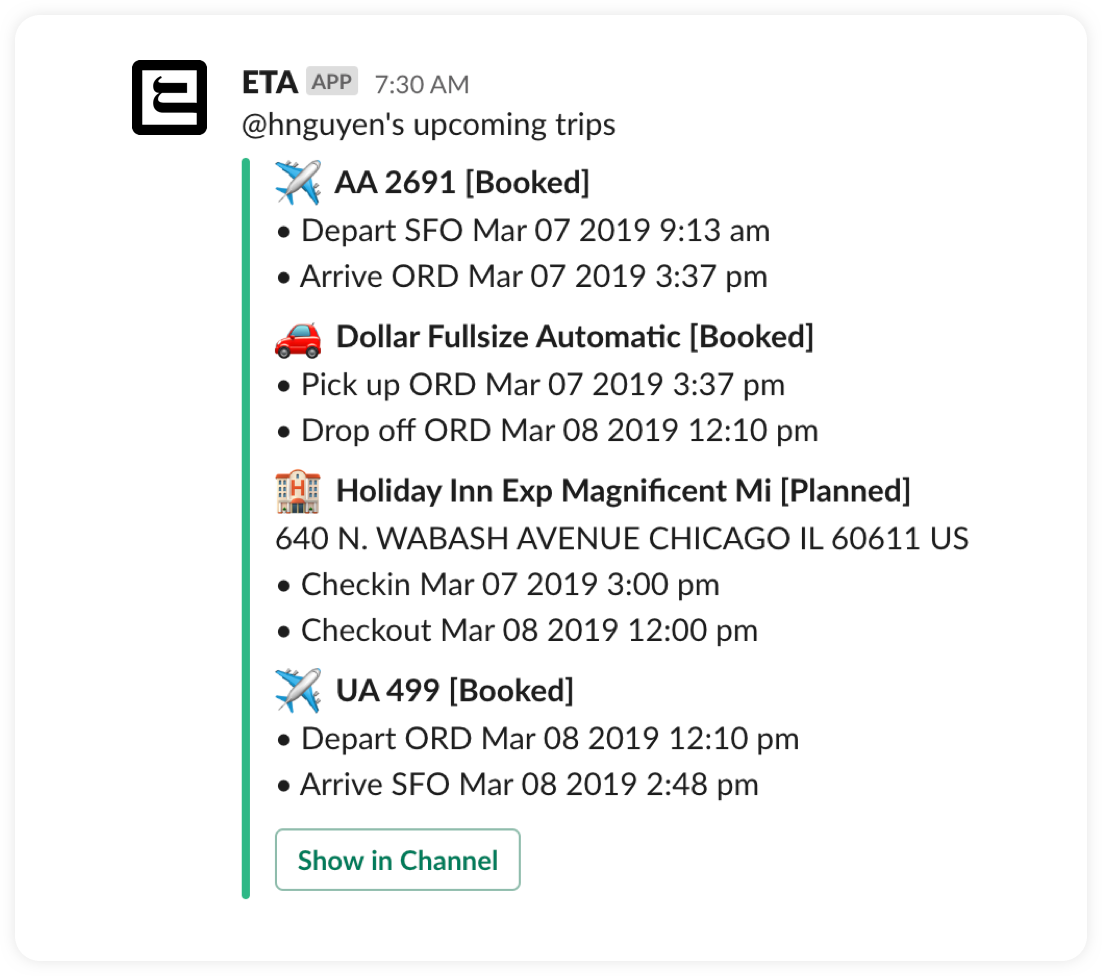 ETA APP 7:30 AM
@hnguyen's upcoming trips
AA 2691 [Booked]
• Depart SFO Mar 07 2019 9:13 am
• Arrive ORD Mar 07 2019 3:37 pm
Dollar Fullsize Automatic [Booked]
• Pick up ORD Mar 07 2019 3:37 pm
• Drop off ORD Mar 08 2019 12:10 pm
Holiday Inn Exp Magnificent Mi [Planned]
640 N. WABASH AVENUE CHICAGO IL 60611 US
• Checkin Mar 07 2019 3:00 pm
• Checkout Mar 08 2019 12:00 pm
UA 499 [Booked]
• Depart ORD Mar 08 2019 12:10 pm
• Arrive SFO Mar 08 2019 2:48 pm
Show in Channel